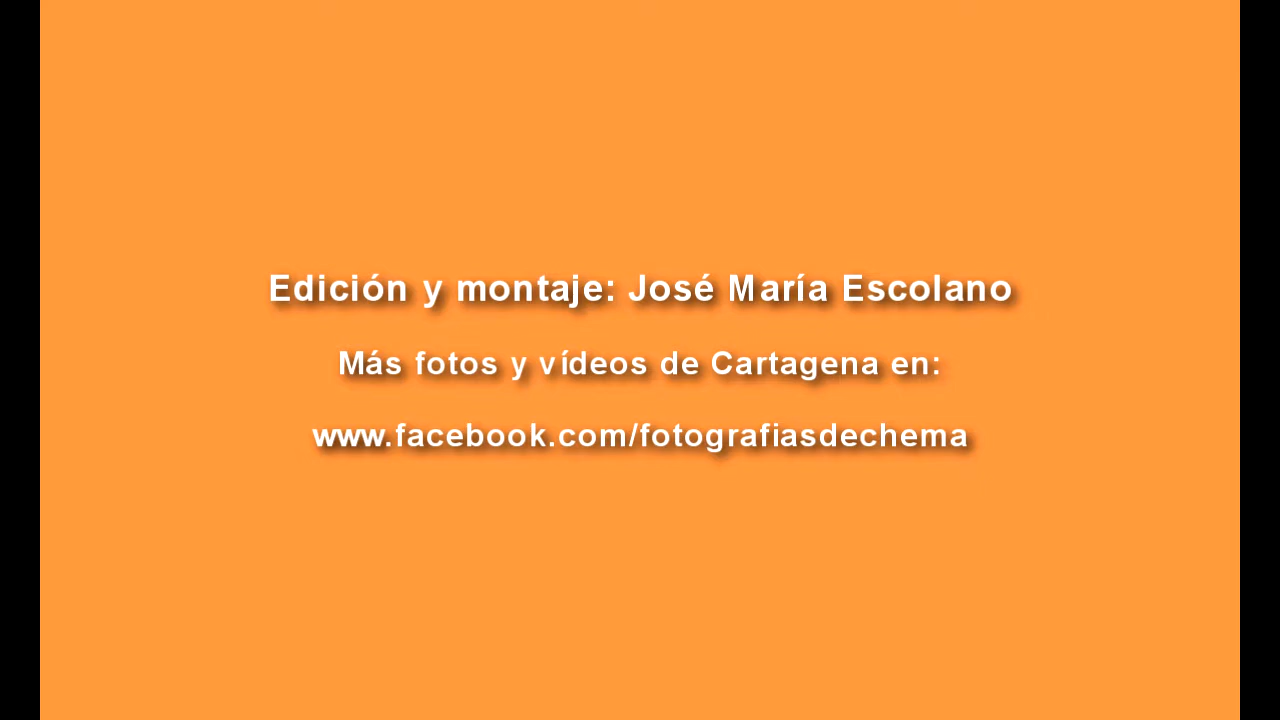 Edición y montaje: José María Escolano
Más fotos y vídeos de Cartagena en:
www.facebook.com/fotografiasdechema